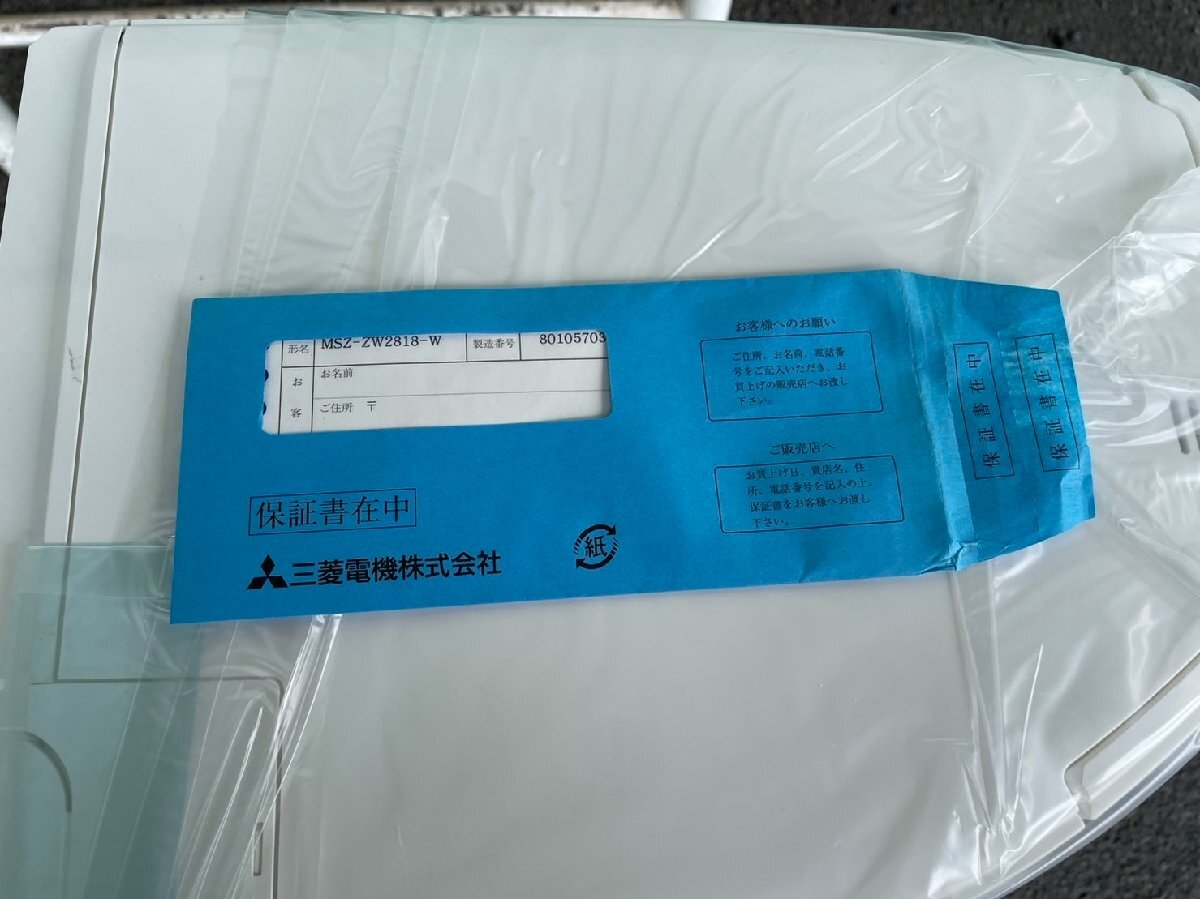 形名 MSZ-ZW2818-W 製造番号 80105703
お お名前
客 ご住所 〒
保証書在中
三菱電機株式会社
紙
お客様へのお願い
ご住所、お名前、電話番
号をご記入いただき、お
買上げの販売店へお渡し
下さい。
ご販売店へ
お買上げ日、貴店名、住
所、電話番号を記入の上、
保証書をお客様へお渡し
下さい。
保証書在中
保証書在中